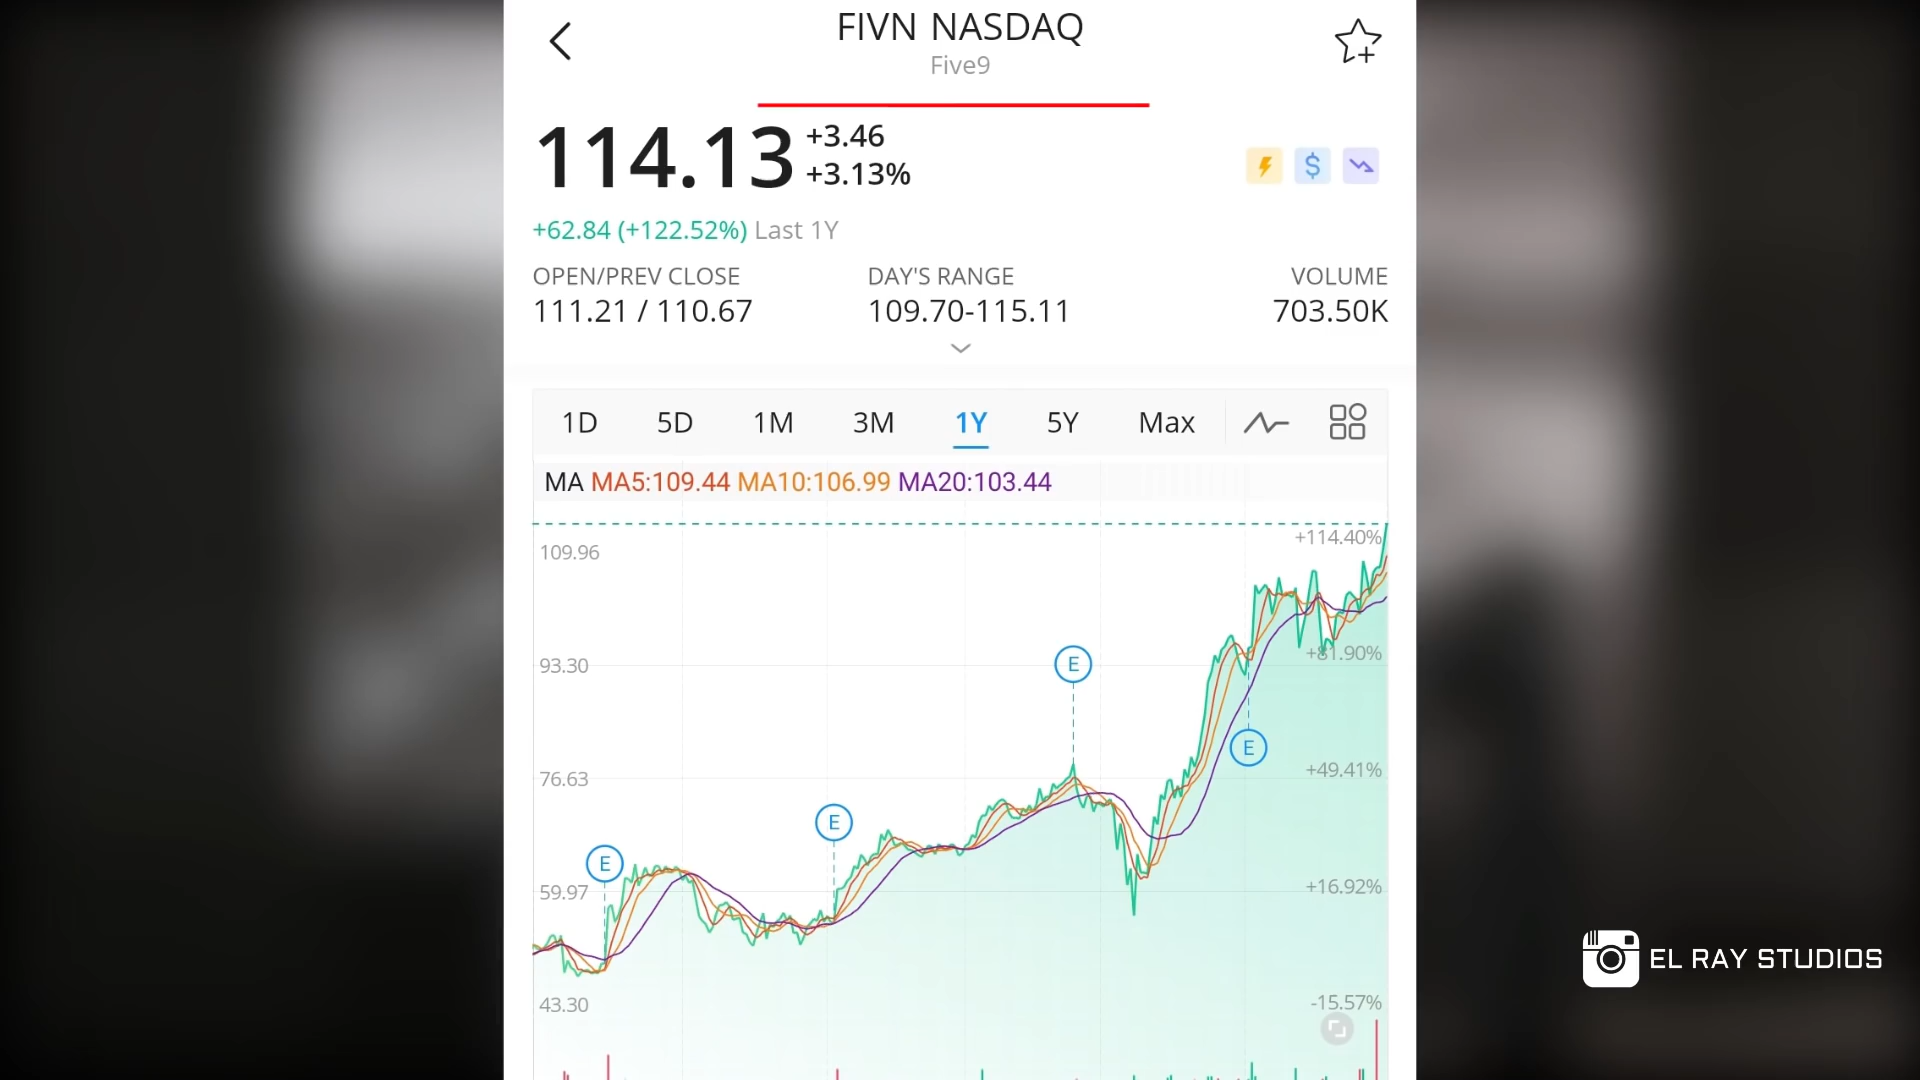 FIVN NASDAQ
Five9
114.13
+3.46
+3.13%
+62.84 (+122.52%) Last 1Y
OPEN/PREV CLOSE DAY'S RANGE VOLUME
111.21 / 110.67 109.70-115.11 703.50K
1D 5D 1M 3M 1Y 5Y Max
MA MA5:109.44 MA10:106.99 MA20:103.44
+114.40%
109.96
+81.90%
93.30
E
E
+49.41%
76.63
E
E
+16.92%
59.97
EL RAY STUDIOS
-15.57%
43.30